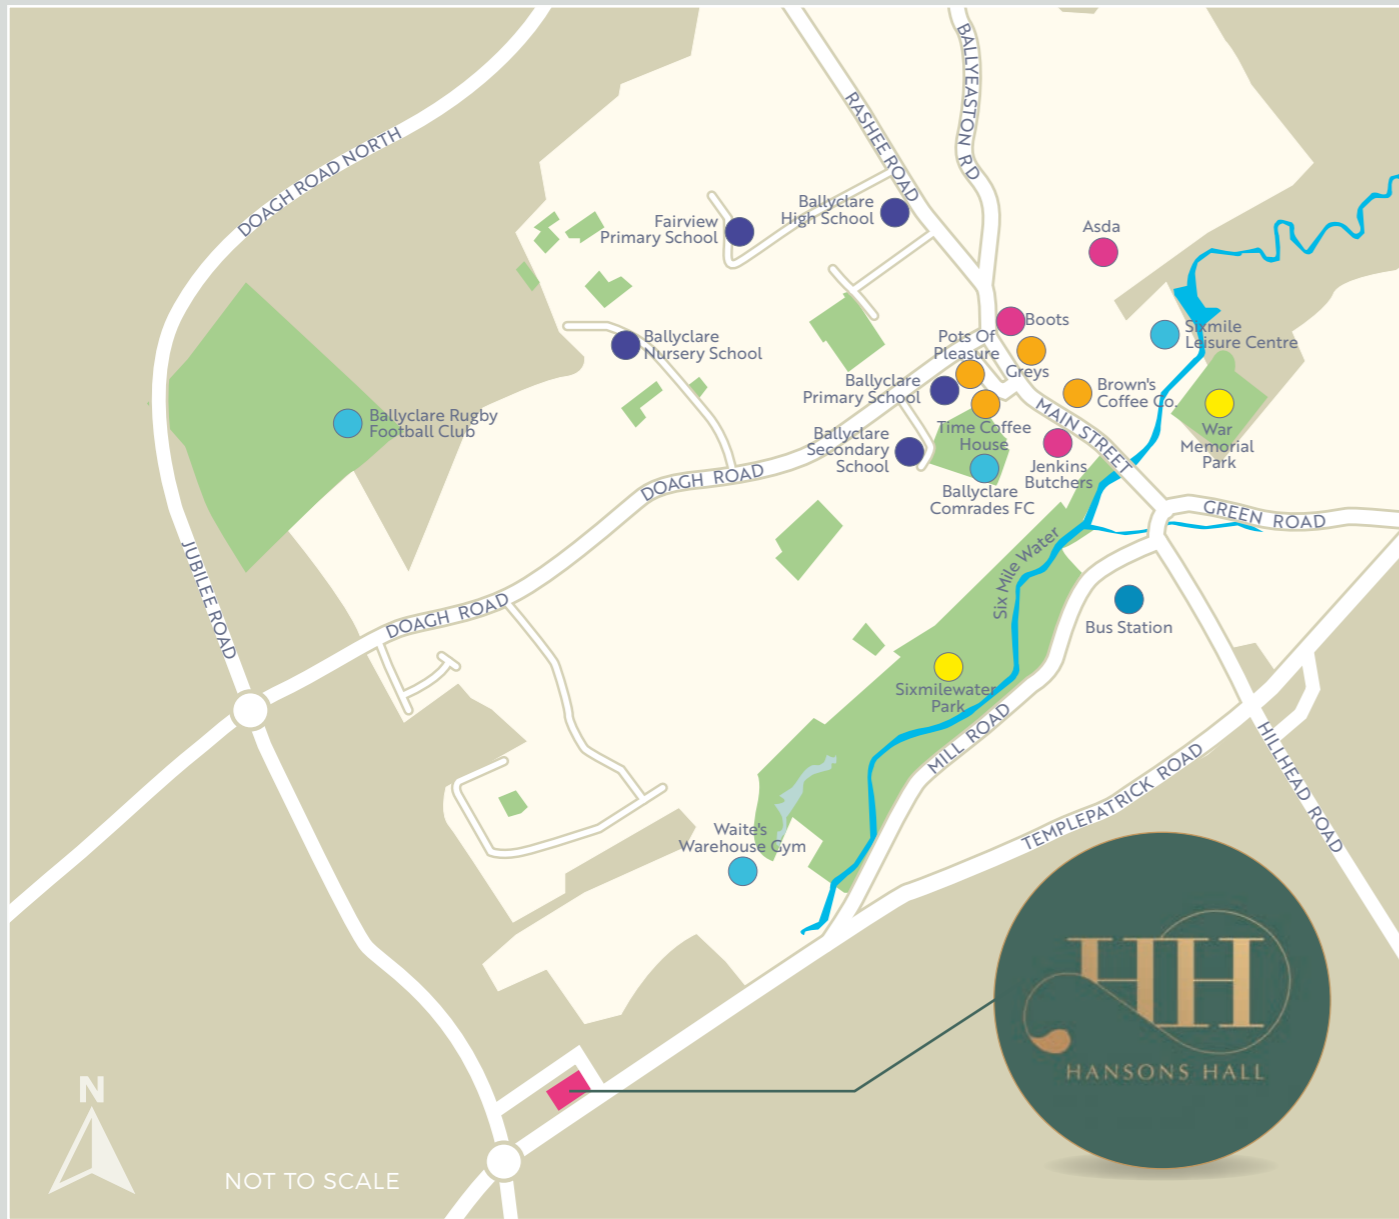 BALLYEASTON RD
RASHEE ROAD
DOAGH ROAD NORTH
Ballyclare
High School
Fairview
Primary School
Asda
Boots
Sixmile
Leisure Centre
Pots Of
Pleasure
Greys
Ballyclare
Nursery School
Ballyclare
Primary School
Brown's
Coffee Co.
MAIN STREET
Ballyclare Rugby
Football Club
Time Coffee
House
War
Memorial
Park
Ballyclare
Secondary
School
Jenkins
Butchers
DOAGH ROAD
Ballyclare
Comrades FC
GREEN ROAD
Six Mile Water
JUBILEE ROAD
DOAGH ROAD
Bus Station
Sixmilewater
Park
MILL ROAD
HILLHEAD ROAD
TEMPLEPATRICK ROAD
Waite's
Warehouse Gym
HH
HANSONS HALL
N
NOT TO SCALE